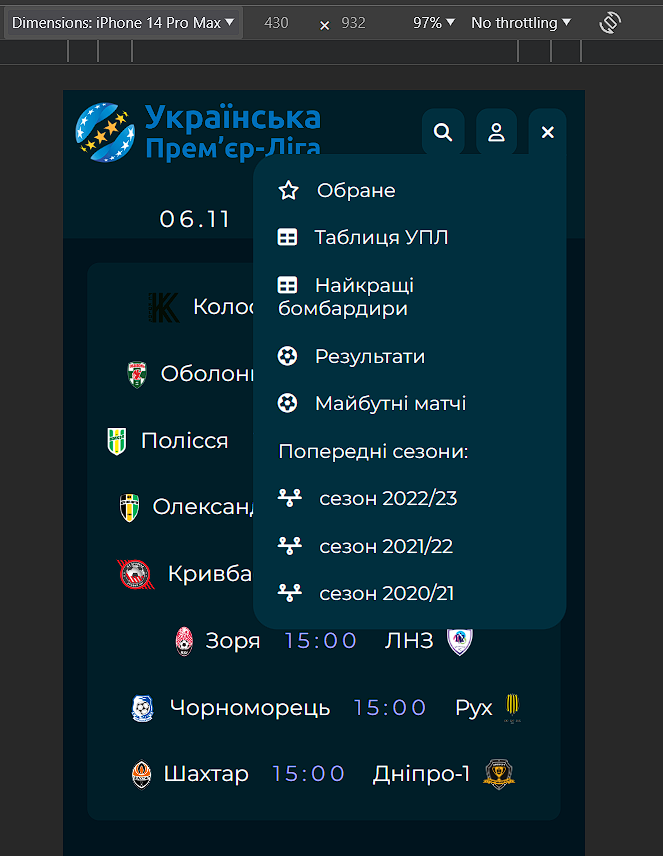 Dimensions: iPhone 14 Pro Max ▼ 430 × 932 97% ▼ No throttling ▼
Українська
Прем’єр-Ліга
06.11
Обране
Таблиця УПЛ
Найкращі
бомбардири
Результати
Майбутні матчі
Попередні сезони:
сезон 2022/23
сезон 2021/22
сезон 2020/21
Колос
Оболонь
Полісся
Олександ
Кривба
Зоря 15:00 ЛНЗ
Чорноморець 15:00 Рух
Шахтар 15:00 Дніпро-1